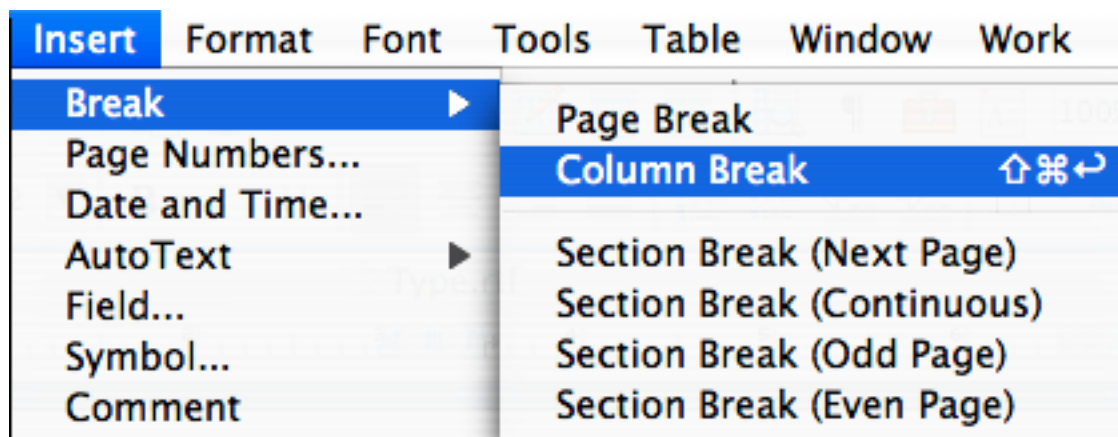 Insert Format Font Tools Table Window Work
Break
Page Numbers...
Date and Time...
AutoText
Field...
Symbol...
Comment
Page Break
Column Break ⇧⌘↩
Section Break (Next Page)
Section Break (Continuous)
Section Break (Odd Page)
Section Break (Even Page)